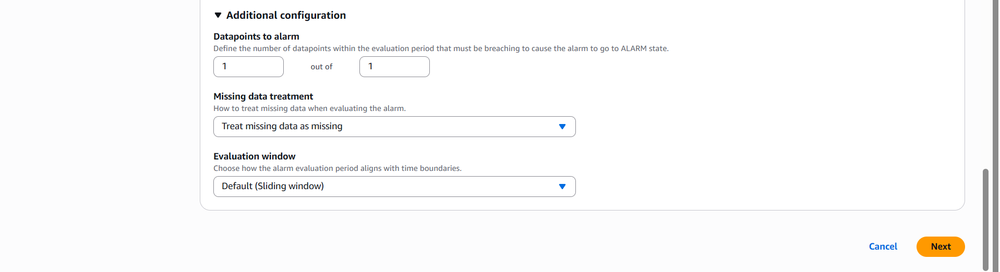 Additional configuration
Datapoints to alarm
Define the number of datapoints within the evaluation period that must be breaching to cause the alarm to go to ALARM state.
1 out of 1
Missing data treatment
How to treat missing data when evaluating the alarm.
Treat missing data as missing
Evaluation window
Choose how the alarm evaluation period aligns with time boundaries.
Default (Sliding window)
Cancel Next